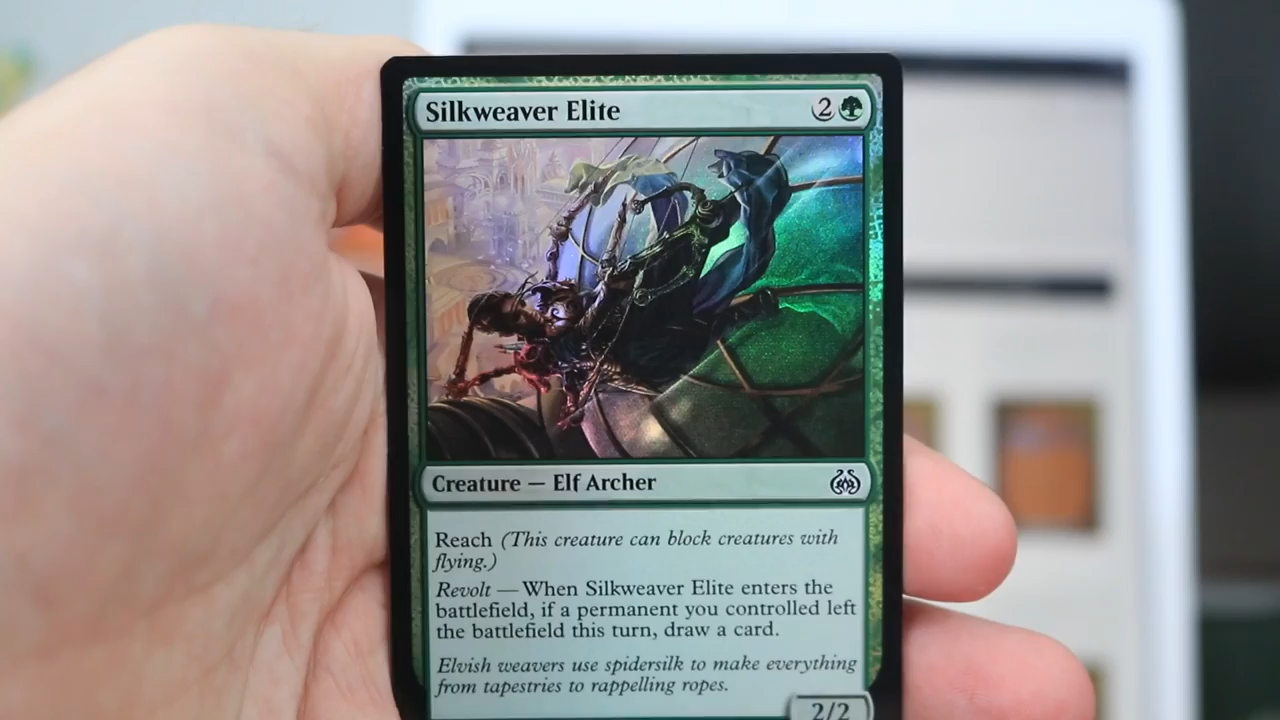 Silkweaver Elite 2
Creature — Elf Archer
Reach (This creature can block creatures with
flying.)
Revolt — When Silkweaver Elite enters the
battlefield, if a permanent you controlled left
the battlefield this turn, draw a card.
Elvish weavers use spidersilk to make everything
from tapestries to rappelling ropes.
2/2